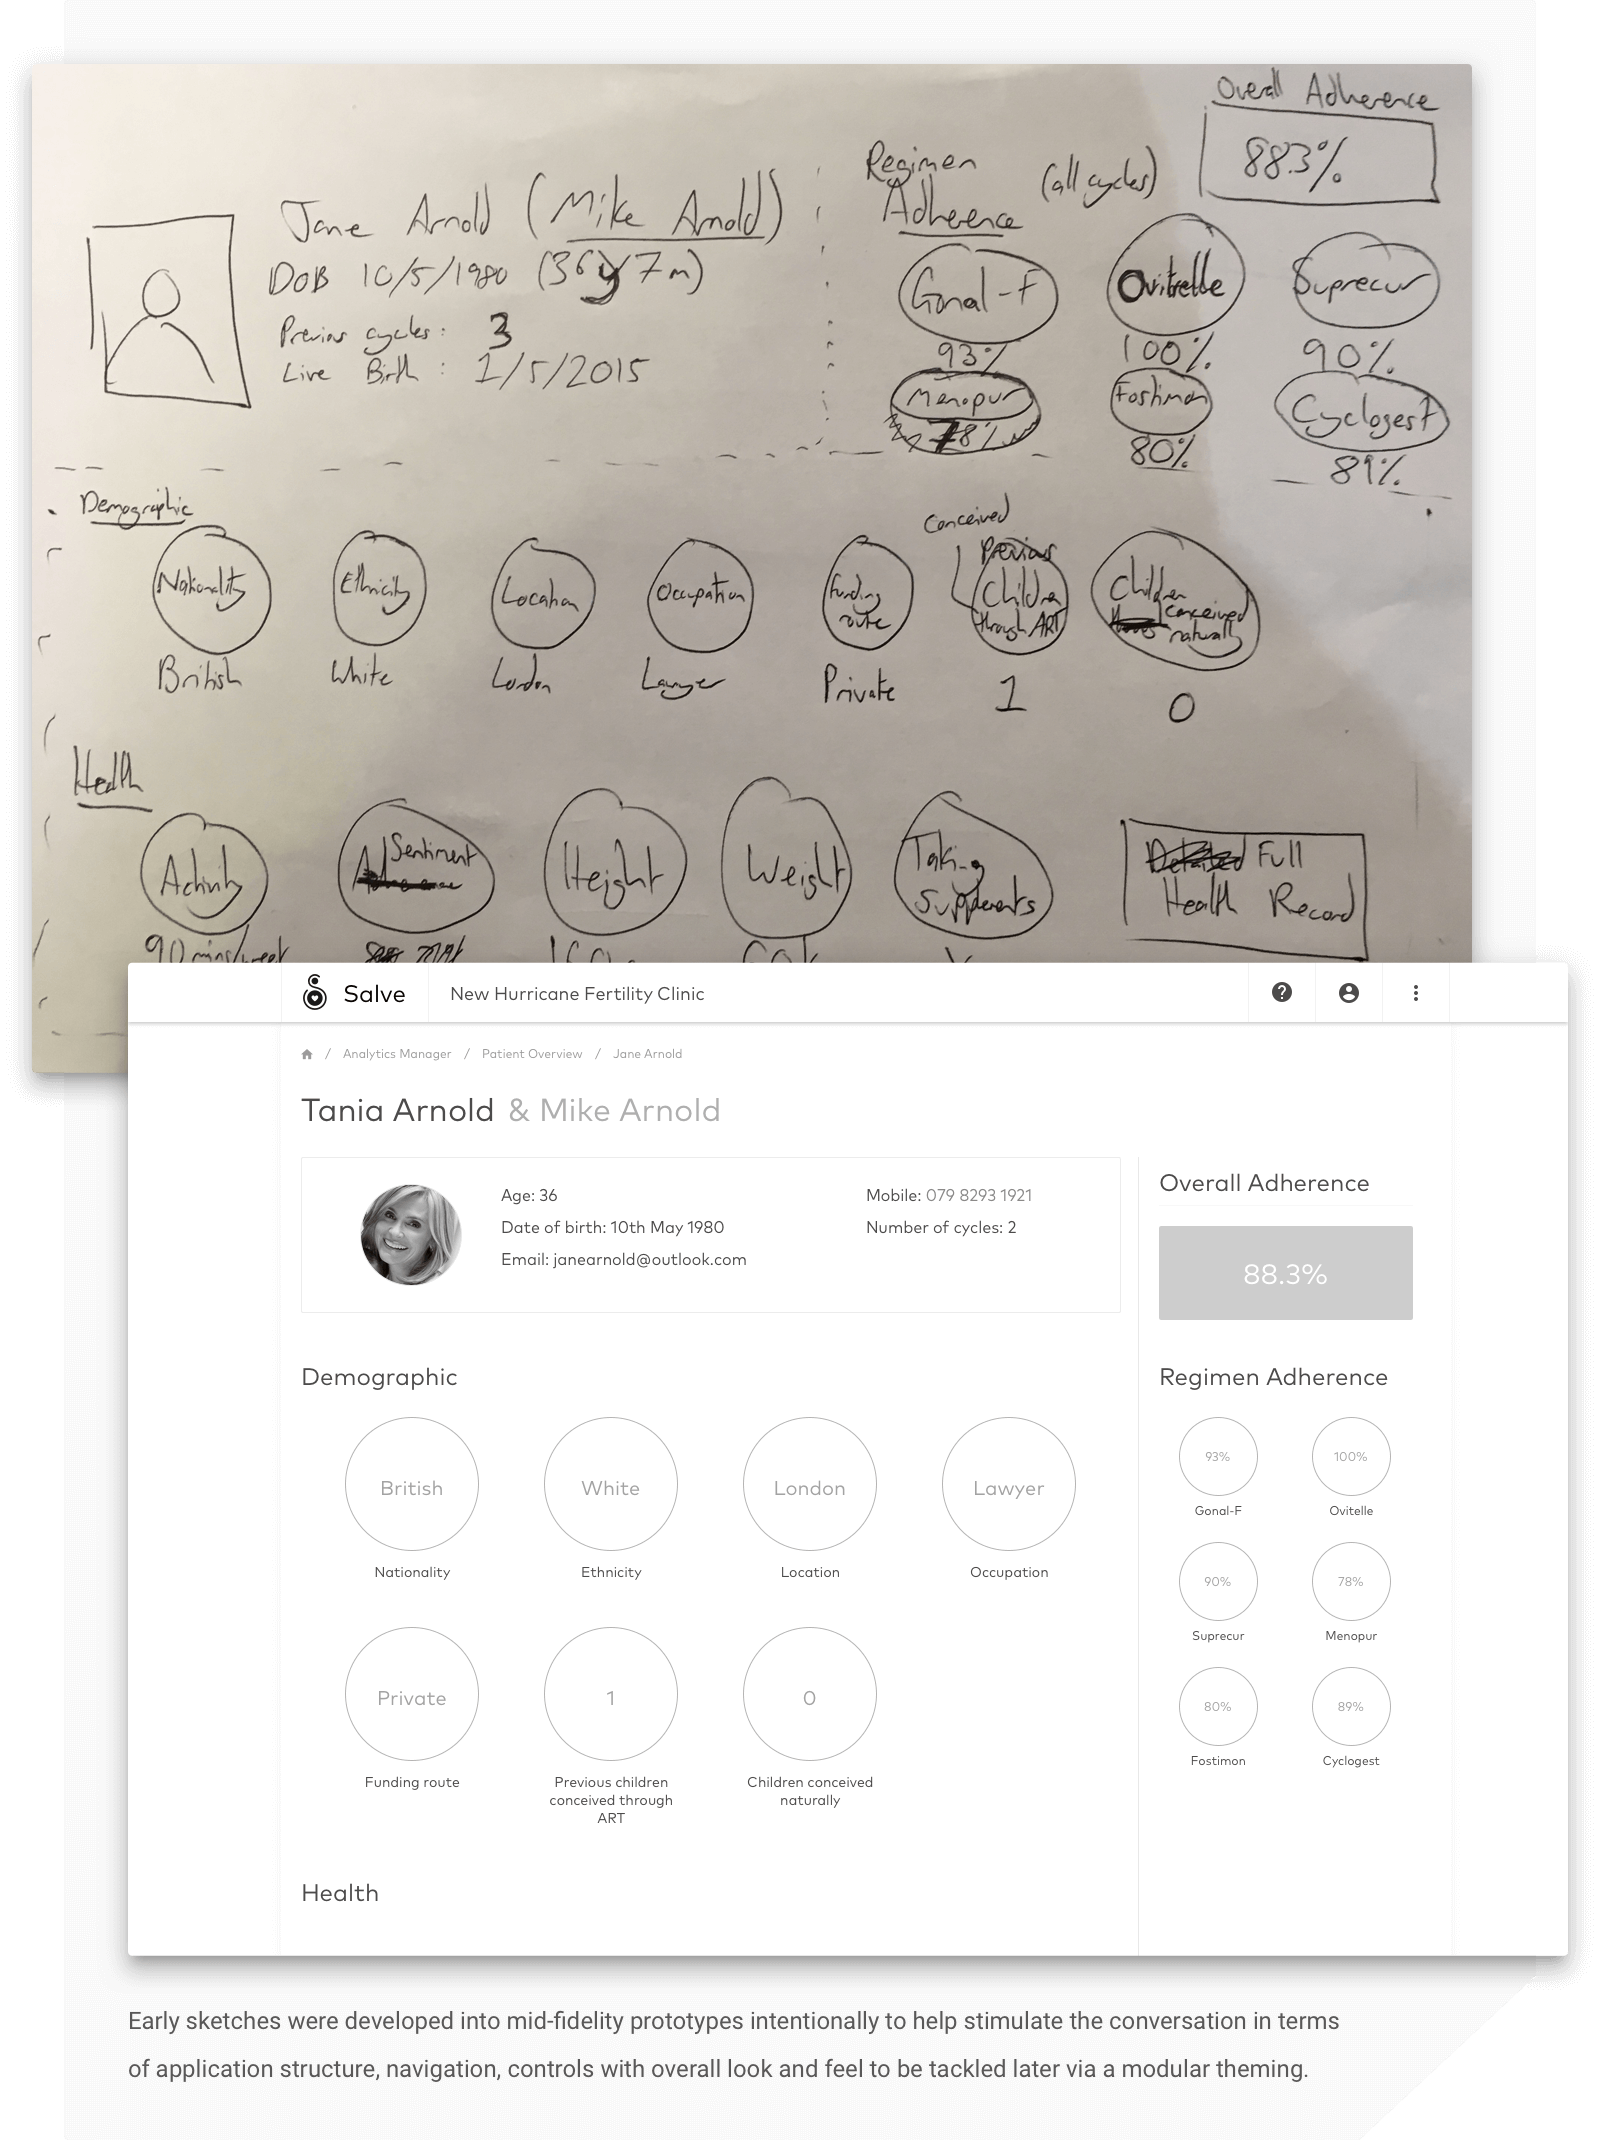 Overall Adherence
88.3%
Regimen (all cycles)
Adherence
Jane Arnold (Mike Arnold)
DOB 10/5/1980 (36y 7m)
Previous cycles: 3
Live Birth: 1/5/2015
Gonal-F Ovitrelle Suprecur
93% 100% 90%
Menopur Fostimon Cyclogest
78% 80% 89%
Demographic
Conceived
Nationality Ethnicity Location Occupation
Funding
route
Previous
Children
through ART
Children
conceived
naturally
British White London Lawyer Private 1 0
Health
Activity Sentiment Height Weight
Taking
Supplements
Full
Health Record
90 mins/week
Salve New Hurricane Fertility Clinic
/ Analytics Manager / Patient Overview / Jane Arnold
Tania Arnold & Mike Arnold
Age: 36
Date of birth: 10th May 1980
Email: janearnold@outlook.com
Mobile: 079 8293 1921
Number of cycles: 2
Overall Adherence
88.3%
Demographic
British White London Lawyer
Nationality Ethnicity Location Occupation
Private 1 0
Funding route
Previous children
conceived through
ART
Children conceived
naturally
Regimen Adherence
93% 100%
Gonal-F Ovitelle
90% 78%
Suprecur Menopur
80% 89%
Fostimon Cyclogest
Health
Early sketches were developed into mid-fidelity prototypes intentionally to help stimulate the conversation in terms
of application structure, navigation, controls with overall look and feel to be tackled later via a modular theming.